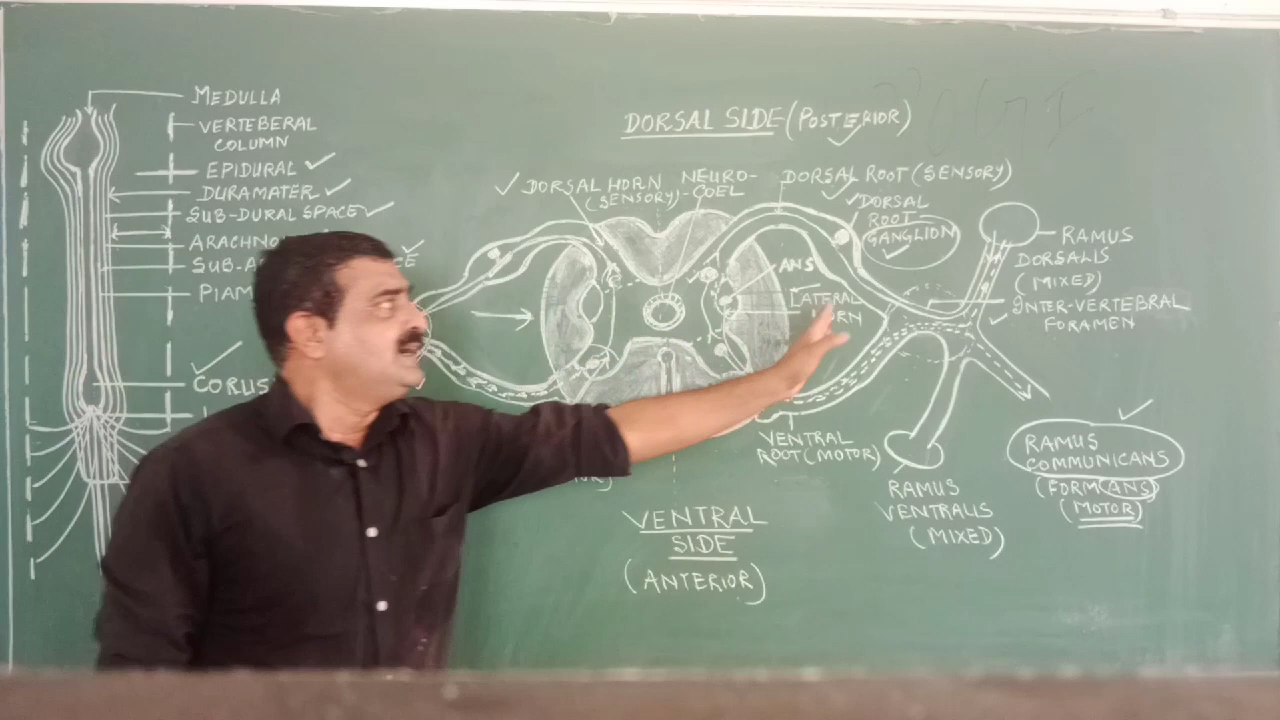 MEDULLA
VERTEBERAL
COLUMN
EPIDURAL
DURAMATER
SUB-DURAL SPACE
DORSAL SIDE (POSTERIOR)
DORSAL HORN
(SENSORY)
NEURO-
-COEL
DORSAL ROOT (SENSORY)
DORSAL
ROOT
GANGLION
ANS
LATERAL
RAMUS
DORSALIS
(MIXED)
INTER-VERTEBRAL
FORAMEN
VENTRAL
ROOT (MOTOR)
RAMUS
VENTRALIS
(MIXED)
RAMUS
COMMUNICANS
(FORM (ANS)
(MOTOR)
VENTRAL
SIDE
(ANTERIOR)